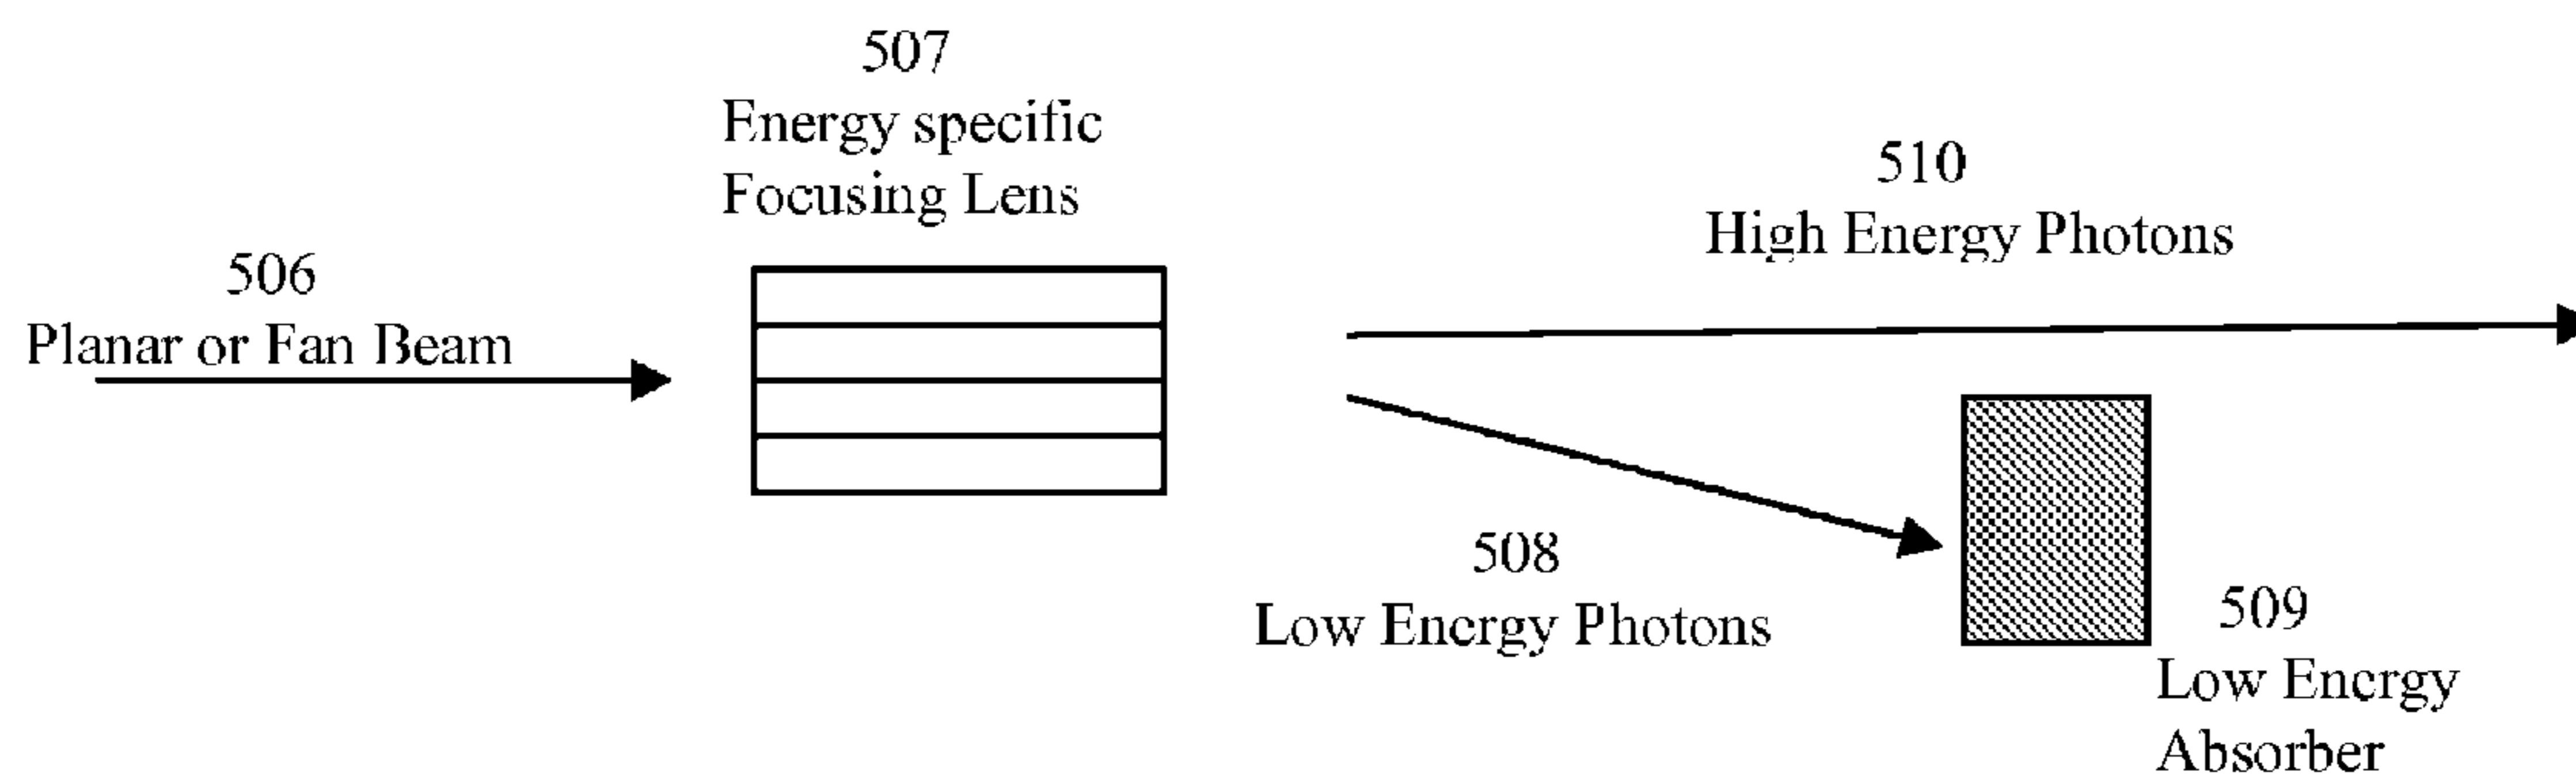 507
Energy specific
Focusing Lens
506
Planar or Fan Beam
510
High Energy Photons
508
Low Energy Photons
509
Low Energy
Absorber